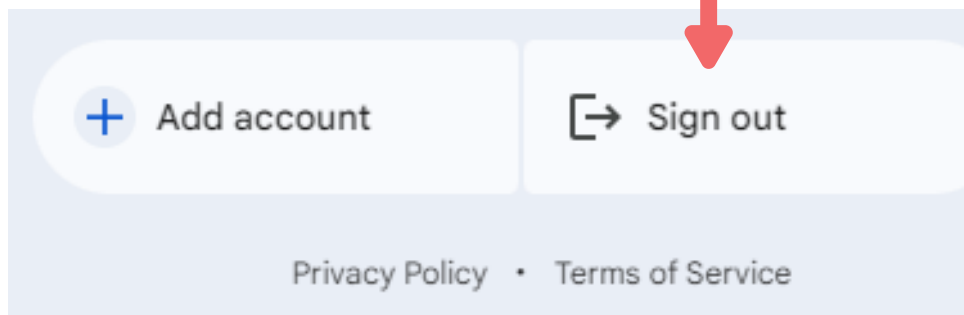 Add account Sign out
Privacy Policy • Terms of Service